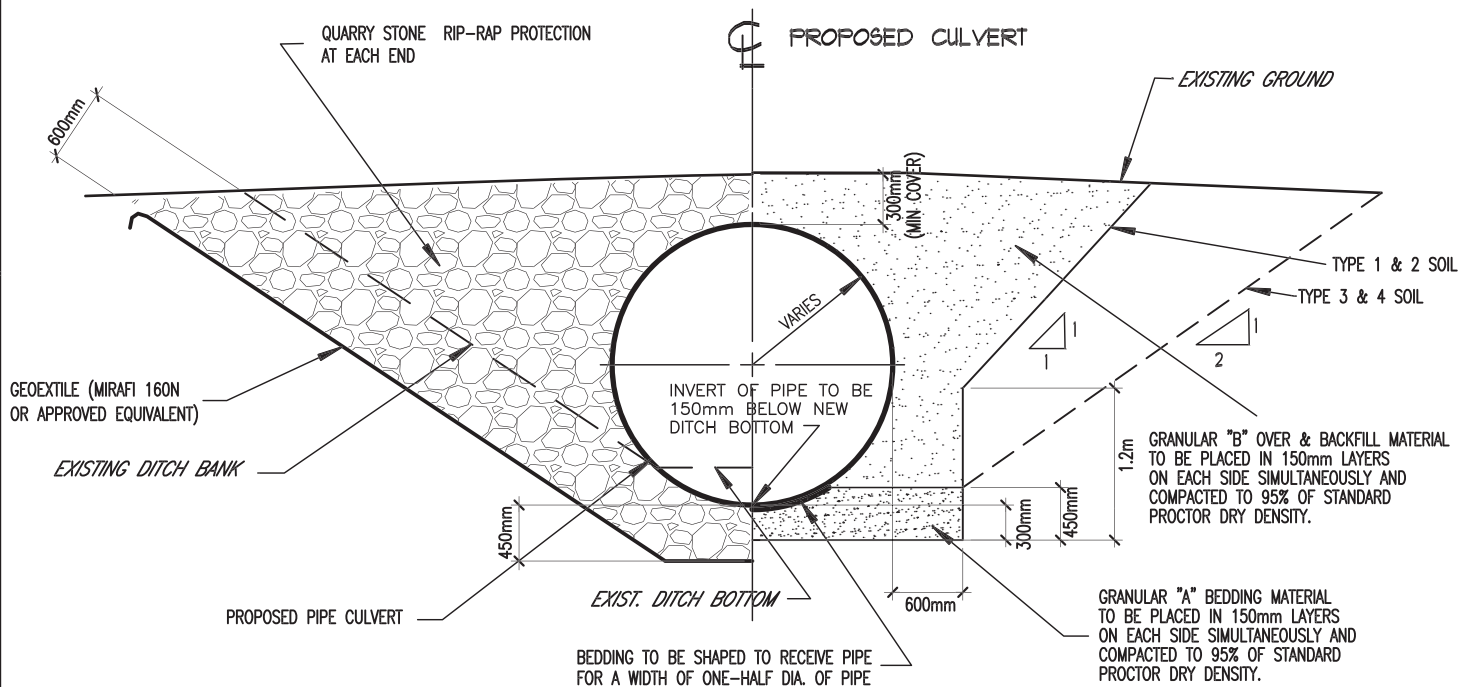 QUARRY STONE RIP-RAP PROTECTION
AT EACH END
℄ PROPOSED CULVERT
EXISTING GROUND
600mm
300mm
(MIN COVER)
TYPE 1 & 2 SOIL
TYPE 3 & 4 SOIL
VARIES
1
1
1
2
GEOEXTILE (MIRAFI 160N
OR APPROVED EQUIVALENT)
INVERT OF PIPE TO BE
150mm BELOW NEW
DITCH BOTTOM
EXISTING DITCH BANK
1.2m
GRANULAR "B" OVER & BACKFILL MATERIAL
TO BE PLACED IN 150mm LAYERS
ON EACH SIDE SIMULTANEOUSLY AND
COMPACTED TO 95% OF STANDARD
PROCTOR DRY DENSITY.
450mm
300mm
450mm
PROPOSED PIPE CULVERT
EXIST. DITCH BOTTOM
600mm
GRANULAR "A" BEDDING MATERIAL
TO BE PLACED IN 150mm LAYERS
ON EACH SIDE SIMULTANEOUSLY AND
COMPACTED TO 95% OF STANDARD
PROCTOR DRY DENSITY.
BEDDING TO BE SHAPED TO RECEIVE PIPE
FOR A WIDTH OF ONE-HALF DIA. OF PIPE